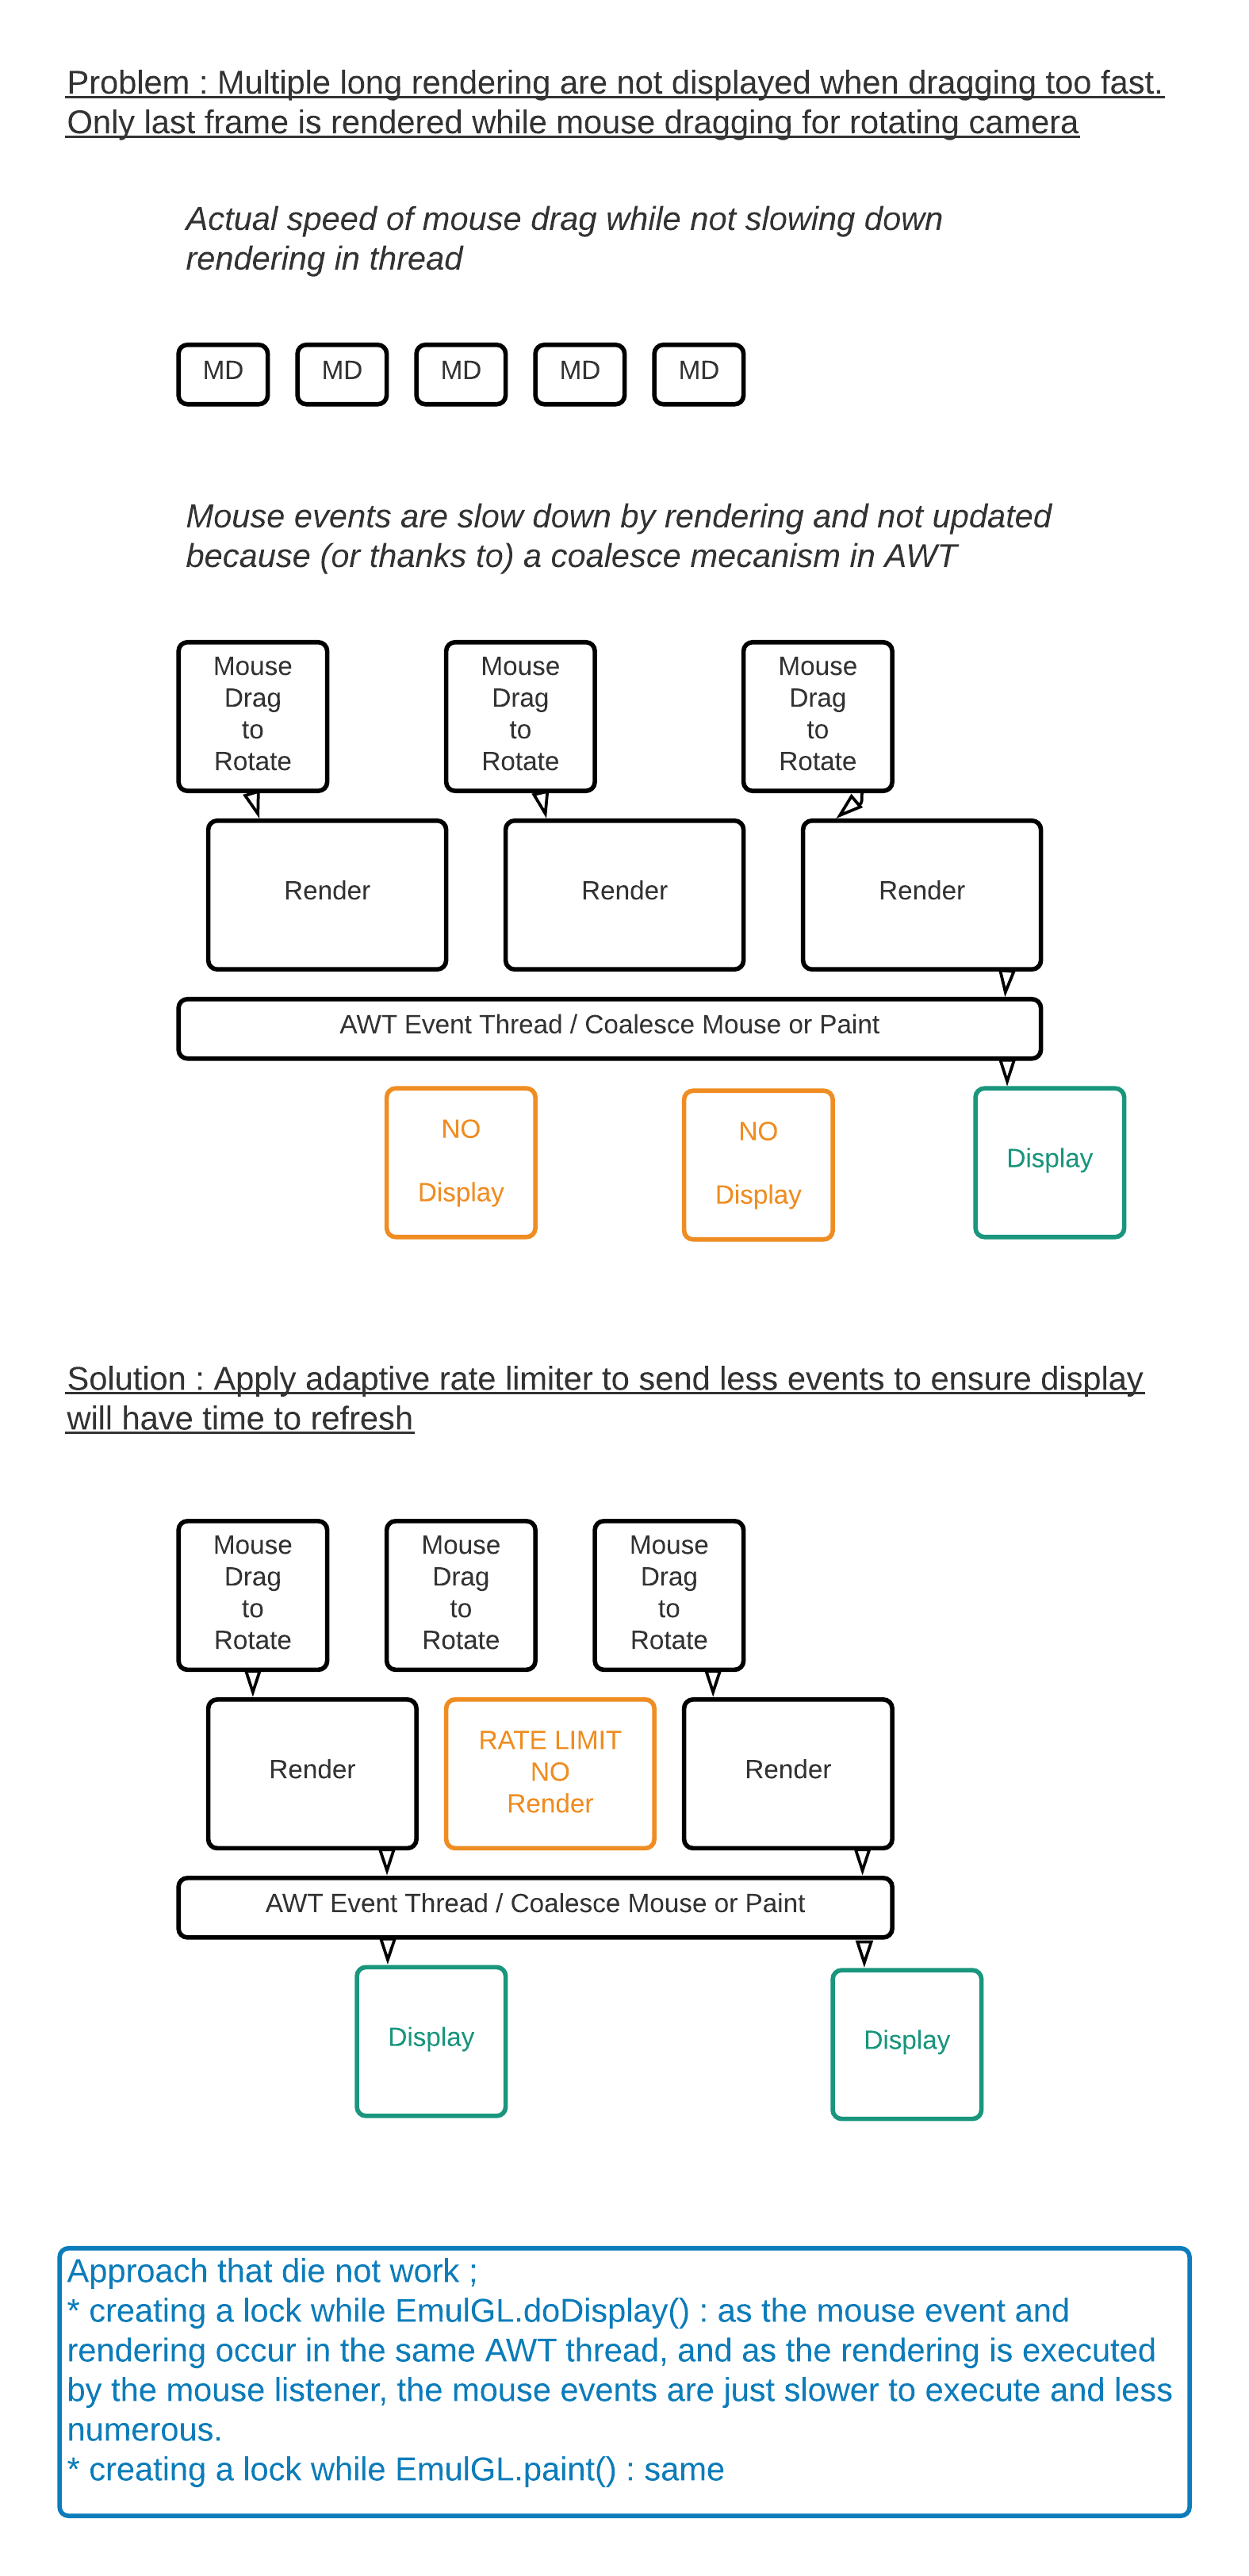 Problem : Multiple long rendering are not displayed when dragging too fast.
Only last frame is rendered while mouse dragging for rotating camera
Actual speed of mouse drag while not slowing down
rendering in thread
MD MD MD MD MD
Mouse events are slow down by rendering and not updated
because (or thanks to) a coalesce mecanism in AWT
Mouse
Drag
to
Rotate
Mouse
Drag
to
Rotate
Mouse
Drag
to
Rotate
Render
Render
Render
AWT Event Thread / Coalesce Mouse or Paint
NO
Display
NO
Display
Display
Solution : Apply adaptive rate limiter to send less events to ensure display
will have time to refresh
Mouse
Drag
to
Rotate
Mouse
Drag
to
Rotate
Mouse
Drag
to
Rotate
Render
RATE LIMIT
NO
Render
Render
AWT Event Thread / Coalesce Mouse or Paint
Display
Display
Approach that die not work ;
* creating a lock while EmulGL.doDisplay() : as the mouse event and
rendering occur in the same AWT thread, and as the rendering is executed
by the mouse listener, the mouse events are just slower to execute and less
numerous.
* creating a lock while EmulGL.paint() : same